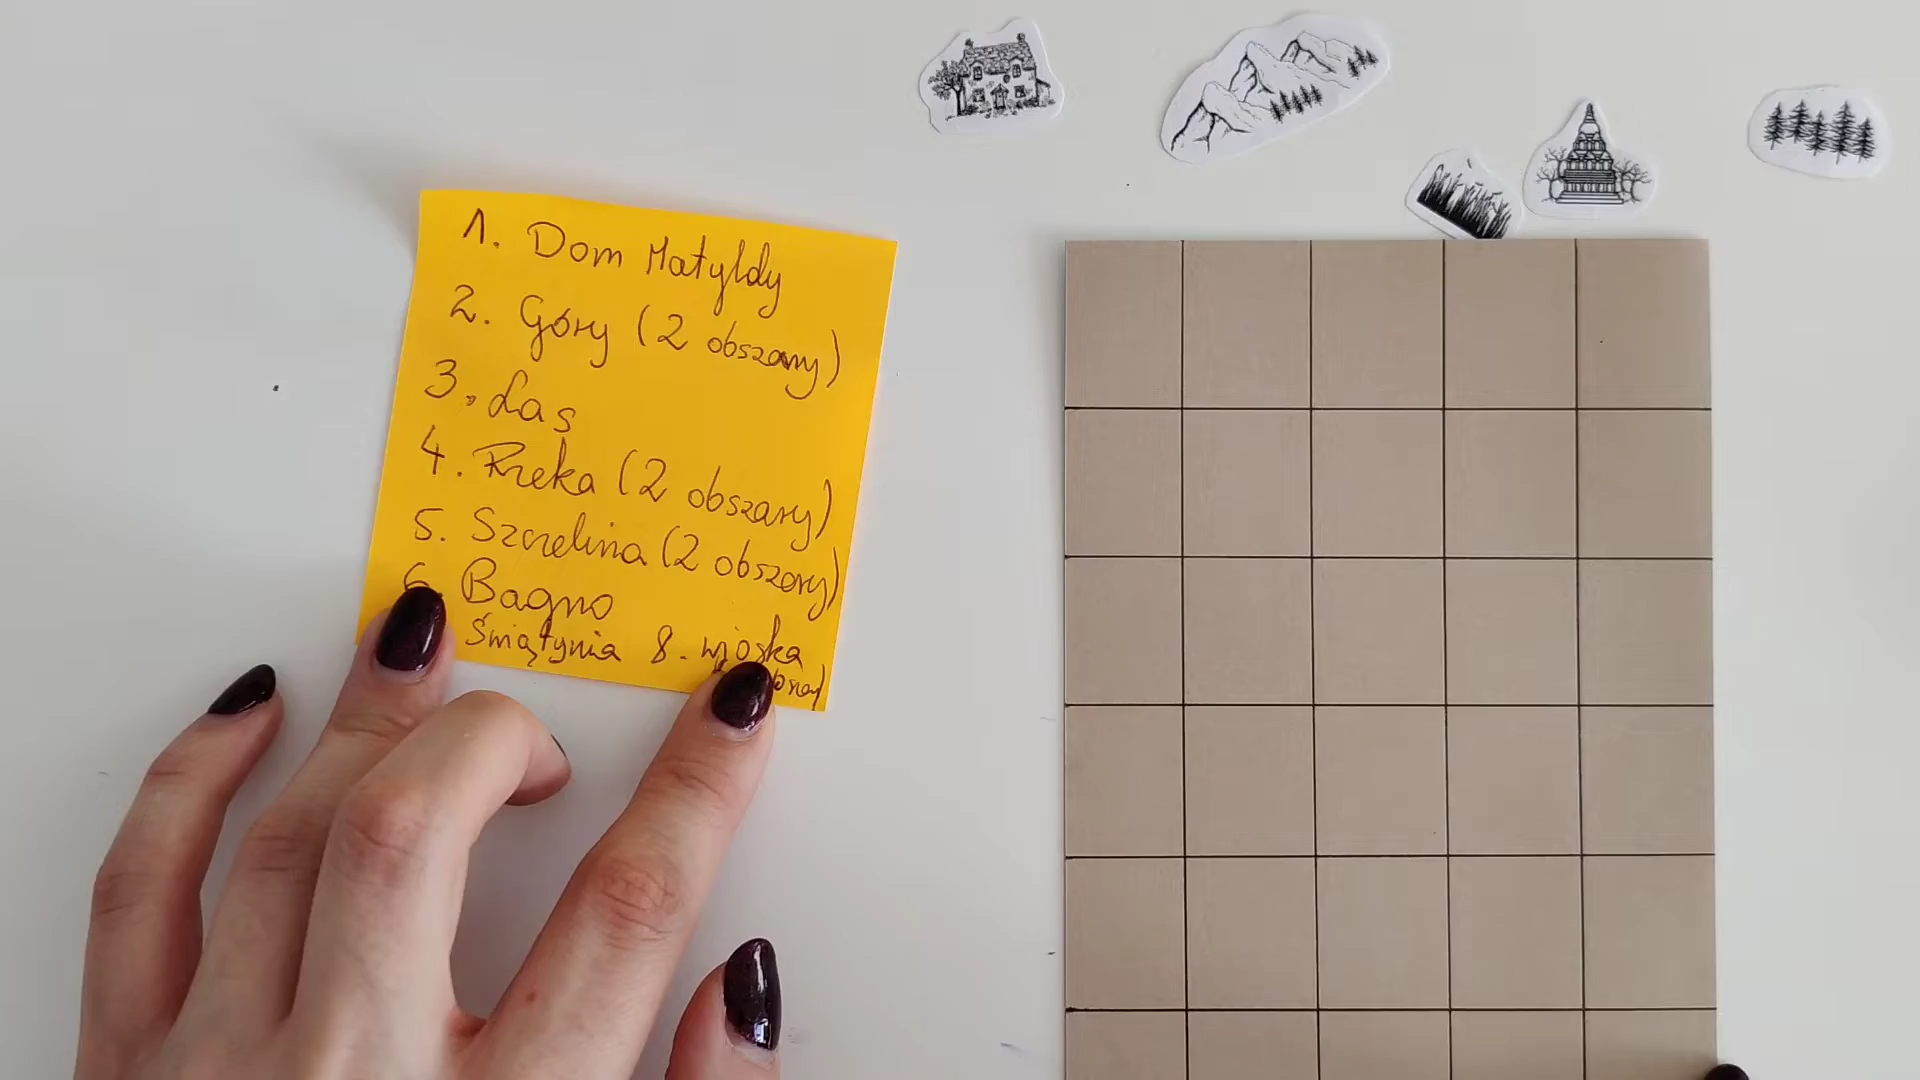 1. Dom Matyldy
2. Góry (2 obszary)
3. Las
4. Rzeka (2 obszary)
5. Szczelina (2 obszary)
6. Bagno
Świątynia 8. wioska